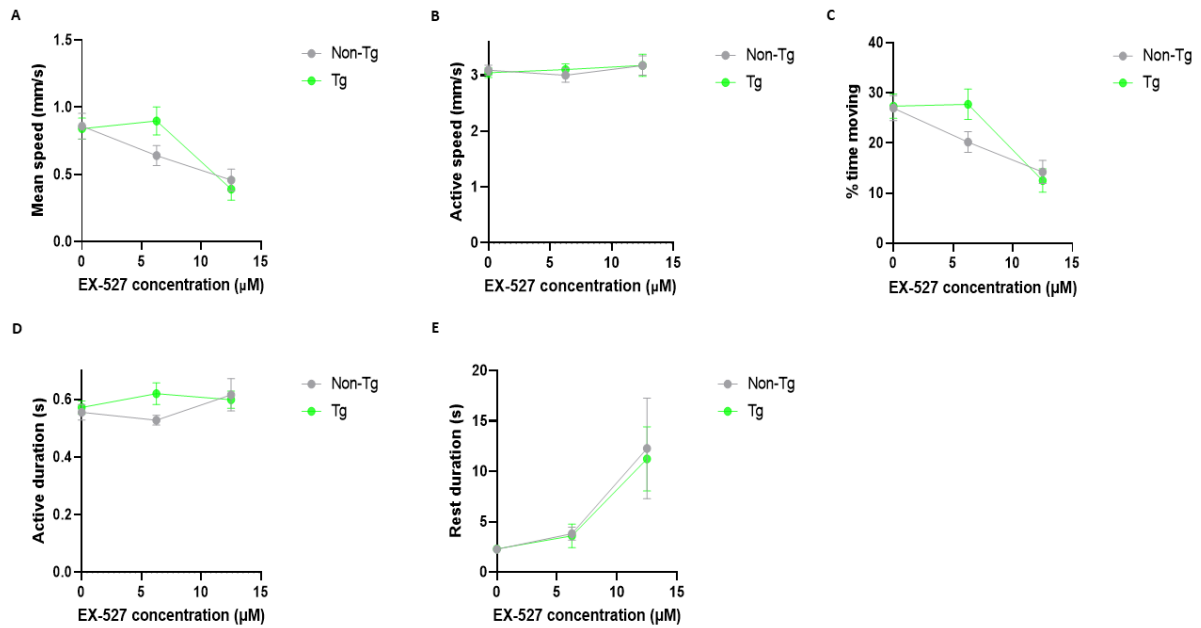 A
Mean speed (mm/s)
1.5
1.0
0.5
0.0
0 5 10 15
EX-527 concentration (μM)
Non-Tg
Tg
B
Active speed (mm/s)
3
2
1
0
0 5 10 15
EX-527 concentration (μM)
Non-Tg
Tg
C
% time moving
40
30
20
10
0
0 5 10 15
EX-527 concentration (μM)
Non-Tg
Tg
D
Active duration (s)
0.6
0.4
0.2
0.0
0 5 10 15
EX-527 concentration (μM)
Non-Tg
Tg
E
Rest duration (s)
20
15
10
5
0
0 5 10 15
EX-527 concentration (μM)
Non-Tg
Tg